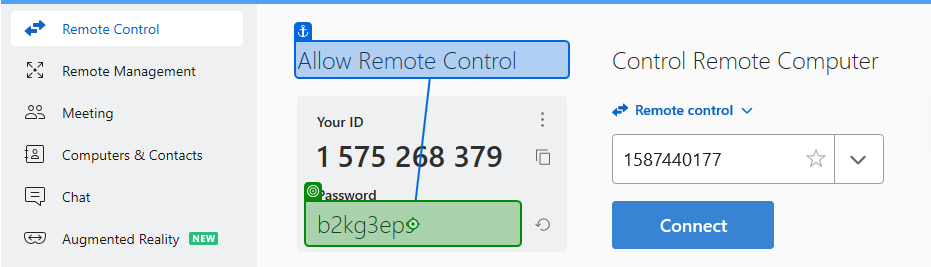 Remote Control
Remote Management
Meeting
Computers & Contacts
Chat
Augmented Reality NEW
Allow Remote Control
Your ID
1 575 268 379
Password
b2kg3eps
Control Remote Computer
Remote control
1587440177
Connect